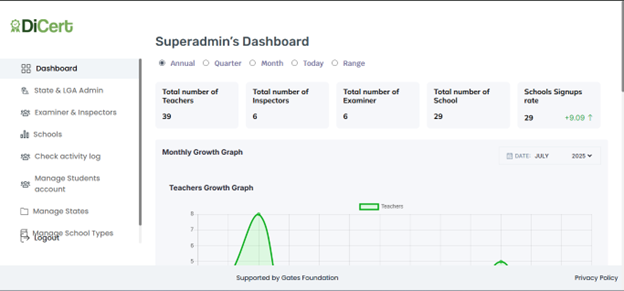 DiCert
Superadmin's Dashboard
Annual Quarter Month Today Range
Dashboard
State & LGA Admin
Examiner & Inspectors
Schools
Check activity log
Manage Students
account
Manage States
Manage School Types
Logout
Total number of
Teachers
39
Total number of
Inspectors
6
Total number of
Examiner
6
Total number of
School
29
Schools Signups
rate
29 +9.09 ↑
Monthly Growth Graph
DATE: JULY 2025
Teachers Growth Graph
Teachers
8
7
6
5
Supported by Gates Foundation
Privacy Policy